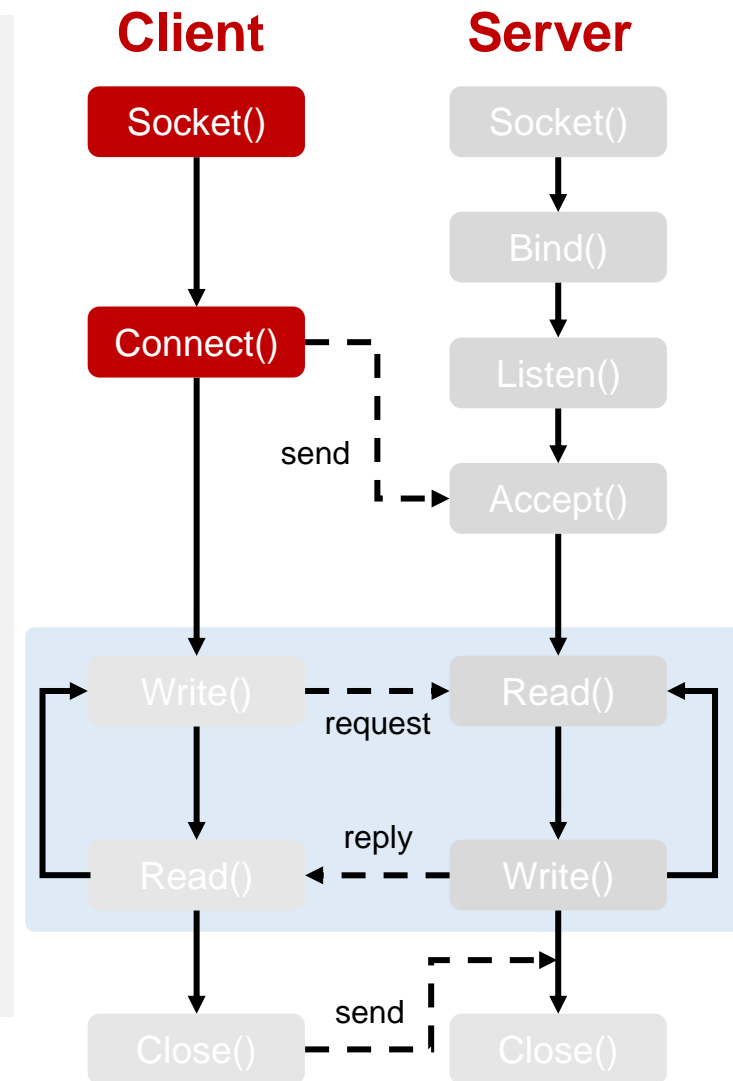 Client Server
Socket() Socket()
Bind()
Connect()
Listen()
send
Accept()
Write() Read()
request
reply
Read() Write()
send
Close() Close()